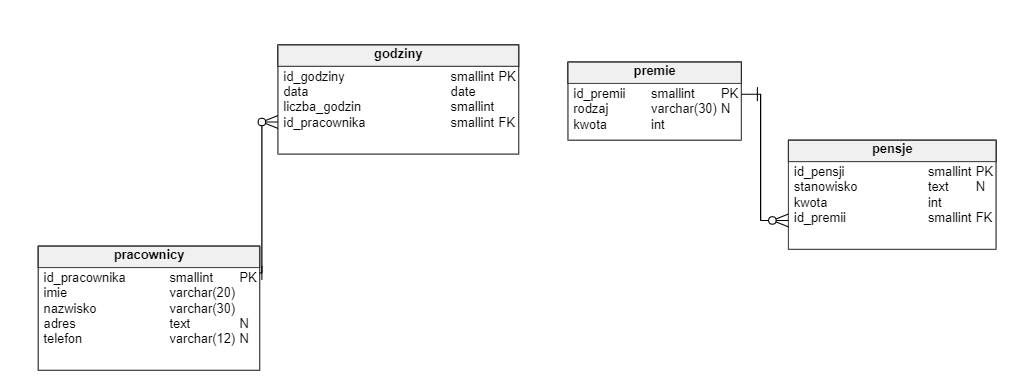 godziny
id_godziny smallint PK
data date
liczba_godzin smallint
id_pracownika smallint FK
premie
id_premii smallint PK
rodzaj varchar(30) N
kwota int
pensje
id_pensji smallint PK
stanowisko text N
kwota int
id_premii smallint FK
pracownicy
id_pracownika smallint PK
imie varchar(20)
nazwisko varchar(30)
adres text N
telefon varchar(12) N